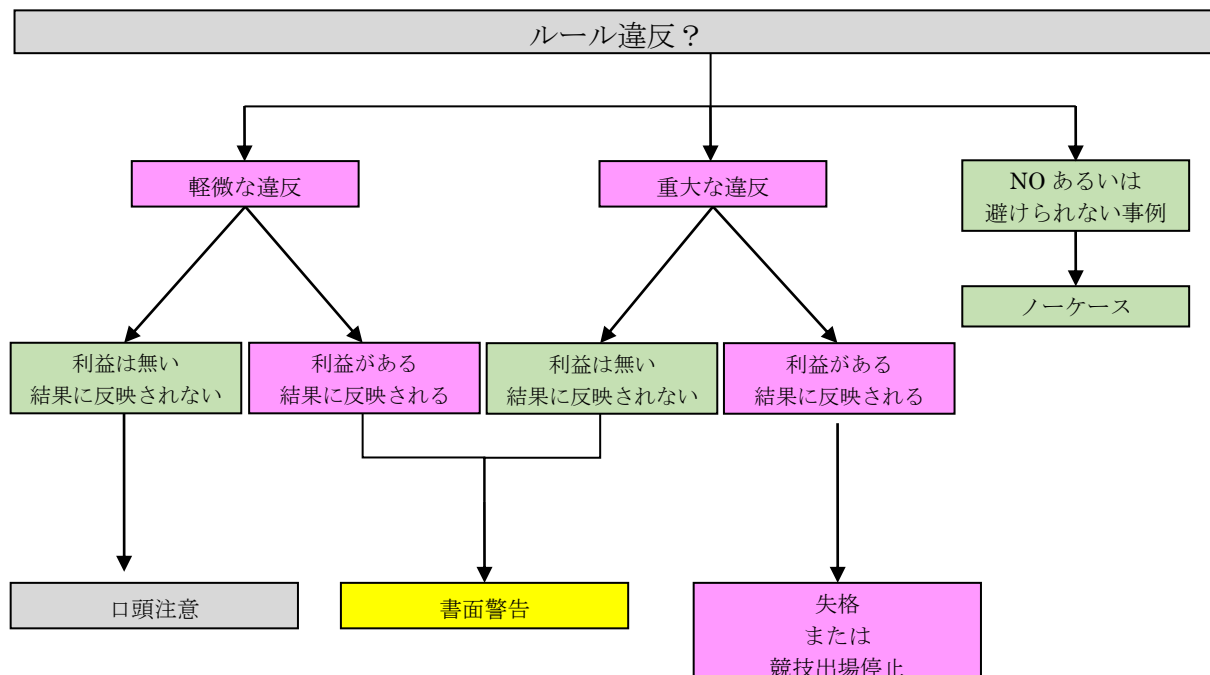 ルール違反？
軽微な違反
重大な違反
NO あるいは
避けられない事例
ノーケース
利益は無い
結果に反映されない
利益がある
結果に反映される
利益は無い
結果に反映されない
利益がある
結果に反映される
口頭注意
書面警告
失格
または
競技出場停止